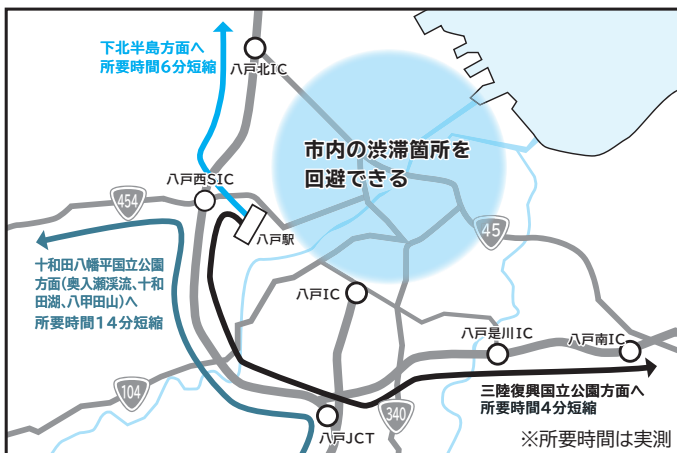 下北半島方面へ
所要時間6分短縮
八戸北IC
市内の渋滞箇所を
回避できる
八戸西SIC
454
八戸駅
45
十和田八幡平国立公園
方面(奥入瀬渓流、十和
田湖、八甲田山)へ
所要時間14分短縮
八戸IC
八戸是川IC
八戸南IC
104
三陸復興国立公園方面へ
所要時間4分短縮
340
八戸JCT
※所要時間は実測